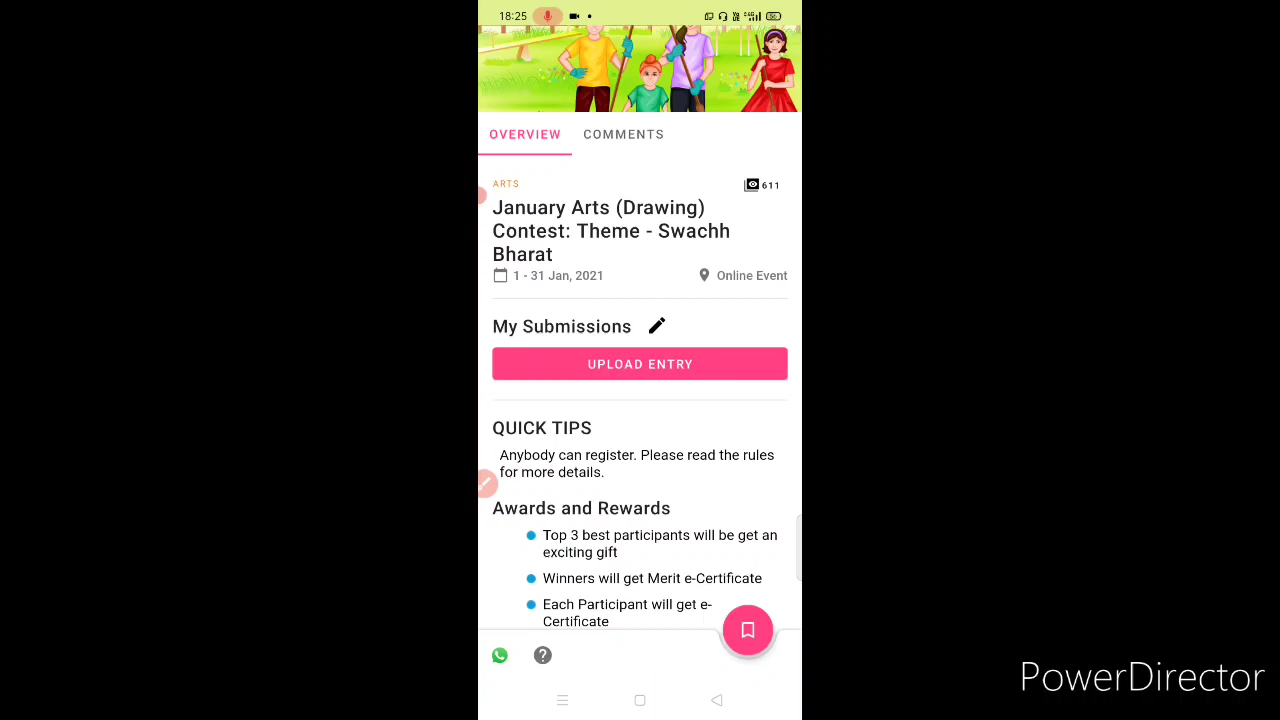 18:25
OVERVIEW COMMENTS
ARTS
611
January Arts (Drawing)
Contest: Theme - Swachh
Bharat
1 - 31 Jan, 2021 Online Event
My Submissions
UPLOAD ENTRY
QUICK TIPS
Anybody can register. Please read the rules
for more details.
Awards and Rewards
Top 3 best participants will be get an
exciting gift
Winners will get Merit e-Certificate
Each Participant will get e-
Certificate
PowerDirector